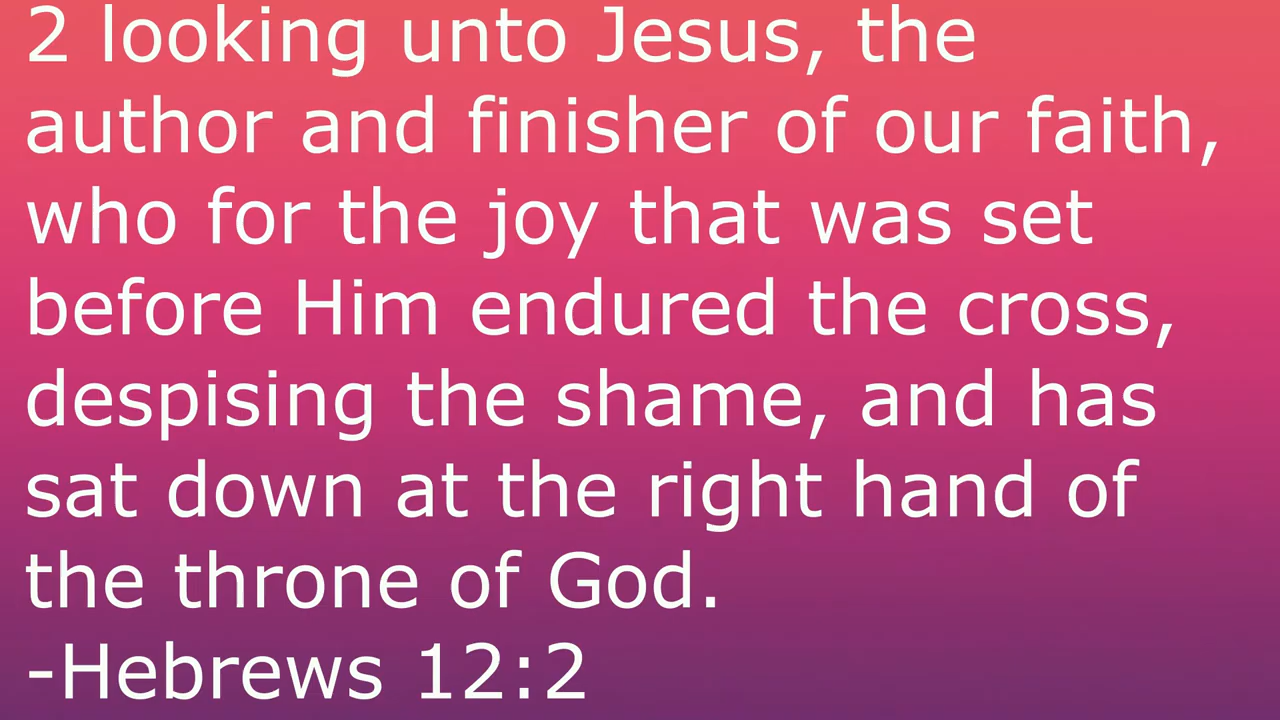 2 looking unto Jesus, the
author and finisher of our faith,
who for the joy that was set
before Him endured the cross,
despising the shame, and has
sat down at the right hand of
the throne of God.
-Hebrews 12:2